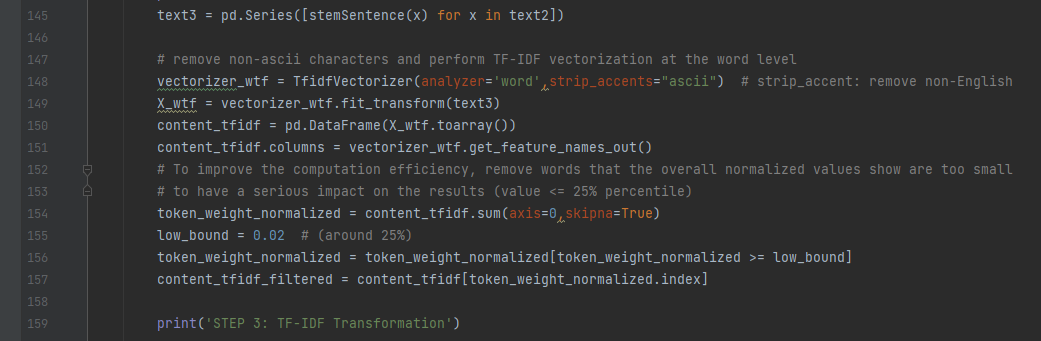 145 text3 = pd.Series([stemSentence(x) for x in text2])
146
147 # remove non-ascii characters and perform TF-IDF vectorization at the word level
148 vectorizer_wtf = TfidfVectorizer(analyzer='word',strip_accents="ascii")  # strip_accent: remove non-English
149 X_wtf = vectorizer_wtf.fit_transform(text3)
150 content_tfidf = pd.DataFrame(X_wtf.toarray())
151 content_tfidf.columns = vectorizer_wtf.get_feature_names_out()
152 # To improve the computation efficiency, remove words that the overall normalized values show are too small
153 # to have a serious impact on the results (value <= 25% percentile)
154 token_weight_normalized = content_tfidf.sum(axis=0,skipna=True)
155 low_bound = 0.02  # (around 25%)
156 token_weight_normalized = token_weight_normalized[token_weight_normalized >= low_bound]
157 content_tfidf_filtered = content_tfidf[token_weight_normalized.index]
158
159 print('STEP 3: TF-IDF Transformation')